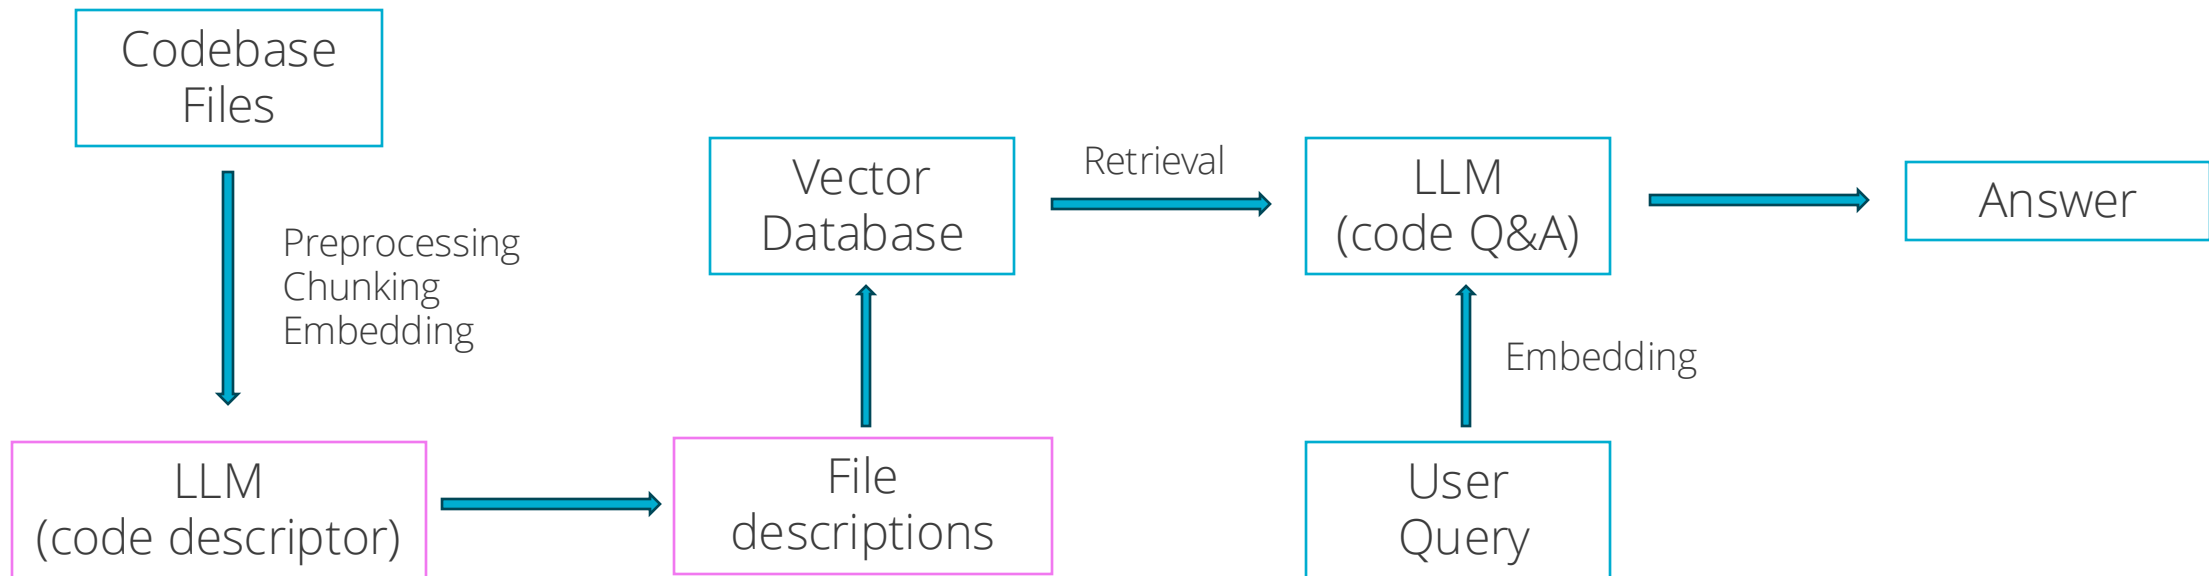 Codebase
Files
Preprocessing
Chunking
Embedding
LLM
(code descriptor)
File
descriptions
Vector
Database
Retrieval
LLM
(code Q&A)
Embedding
User
Query
Answer